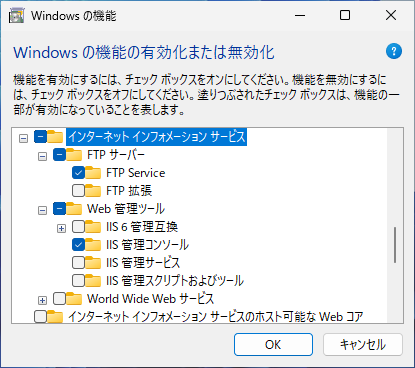 Windows の機能
Windows の機能の有効化または無効化
機能を有効にするには、チェック ボックスをオンにしてください。機能を無効にするに
は、チェック ボックスをオフにしてください。塗りつぶされたチェック ボックスは、機能の一
部が有効になっていることを表します。
インターネット インフォメーション サービス
FTP サーバー
FTP Service
FTP 拡張
Web 管理ツール
IIS 6 管理互換
IIS 管理コンソール
IIS 管理サービス
IIS 管理スクリプトおよびツール
World Wide Web サービス
インターネット インフォメーション サービスのホスト可能な Web コア
OK
キャンセル